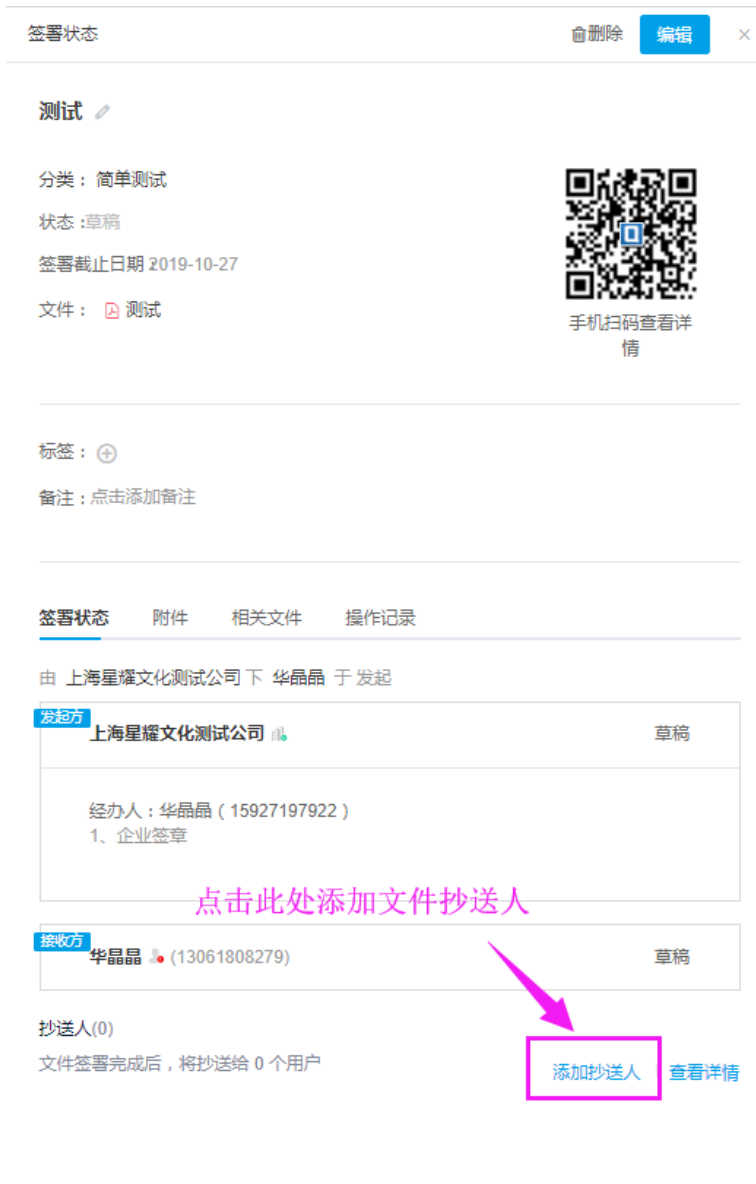 签署状态
删除
编辑
×
测试
分类： 简单测试
状态 :草稿
签署截止日期 2019-10-27
文件： 测试
手机扫码查看详
情
标签：
备注：点击添加备注
签署状态
附件
相关文件
操作记录
由 上海星耀文化测试公司 下 华晶晶 于 发起
发起方
上海星耀文化测试公司
草稿
经办人：华晶晶（15927197922）
1、企业签章
点击此处添加文件抄送人
接收方
华晶晶 (13061808279)
草稿
抄送人(0)
文件签署完成后，将抄送给 0 个用户
添加抄送人
查看详情